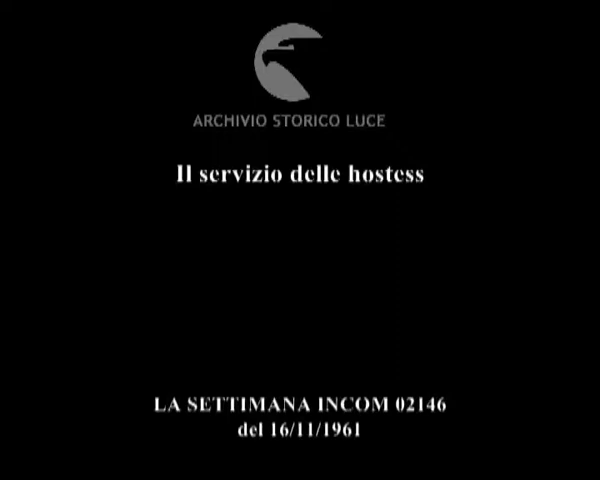 ARCHIVIO STORICO LUCE
Il servizio delle hostess
LA SETTIMANA INCOM 02146
del 16/11/1961